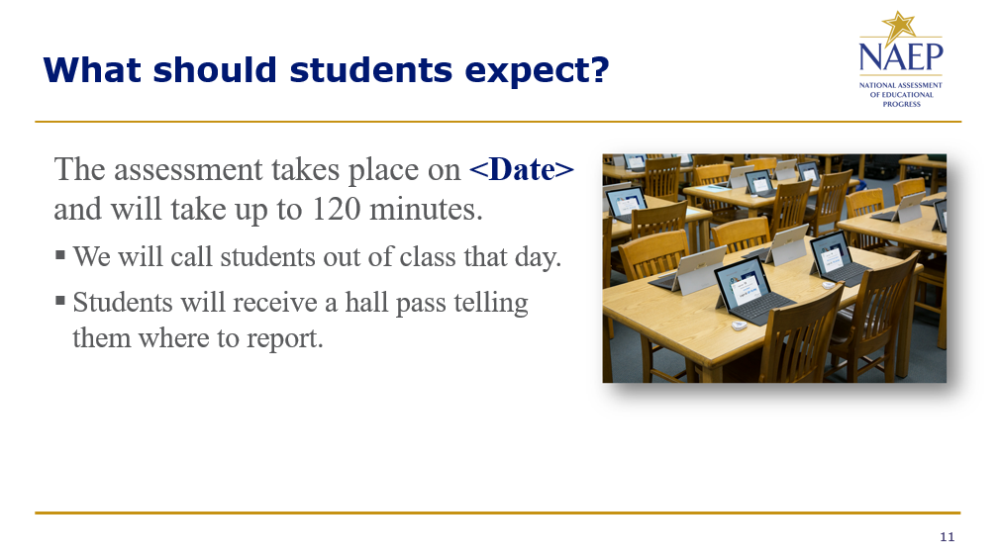 What should students expect?
NAEP
NATIONAL ASSESSMENT
OF EDUCATIONAL
PROGRESS
The assessment takes place on <Date>
and will take up to 120 minutes.
▪ We will call students out of class that day.
▪ Students will receive a hall pass telling
them where to report.
11